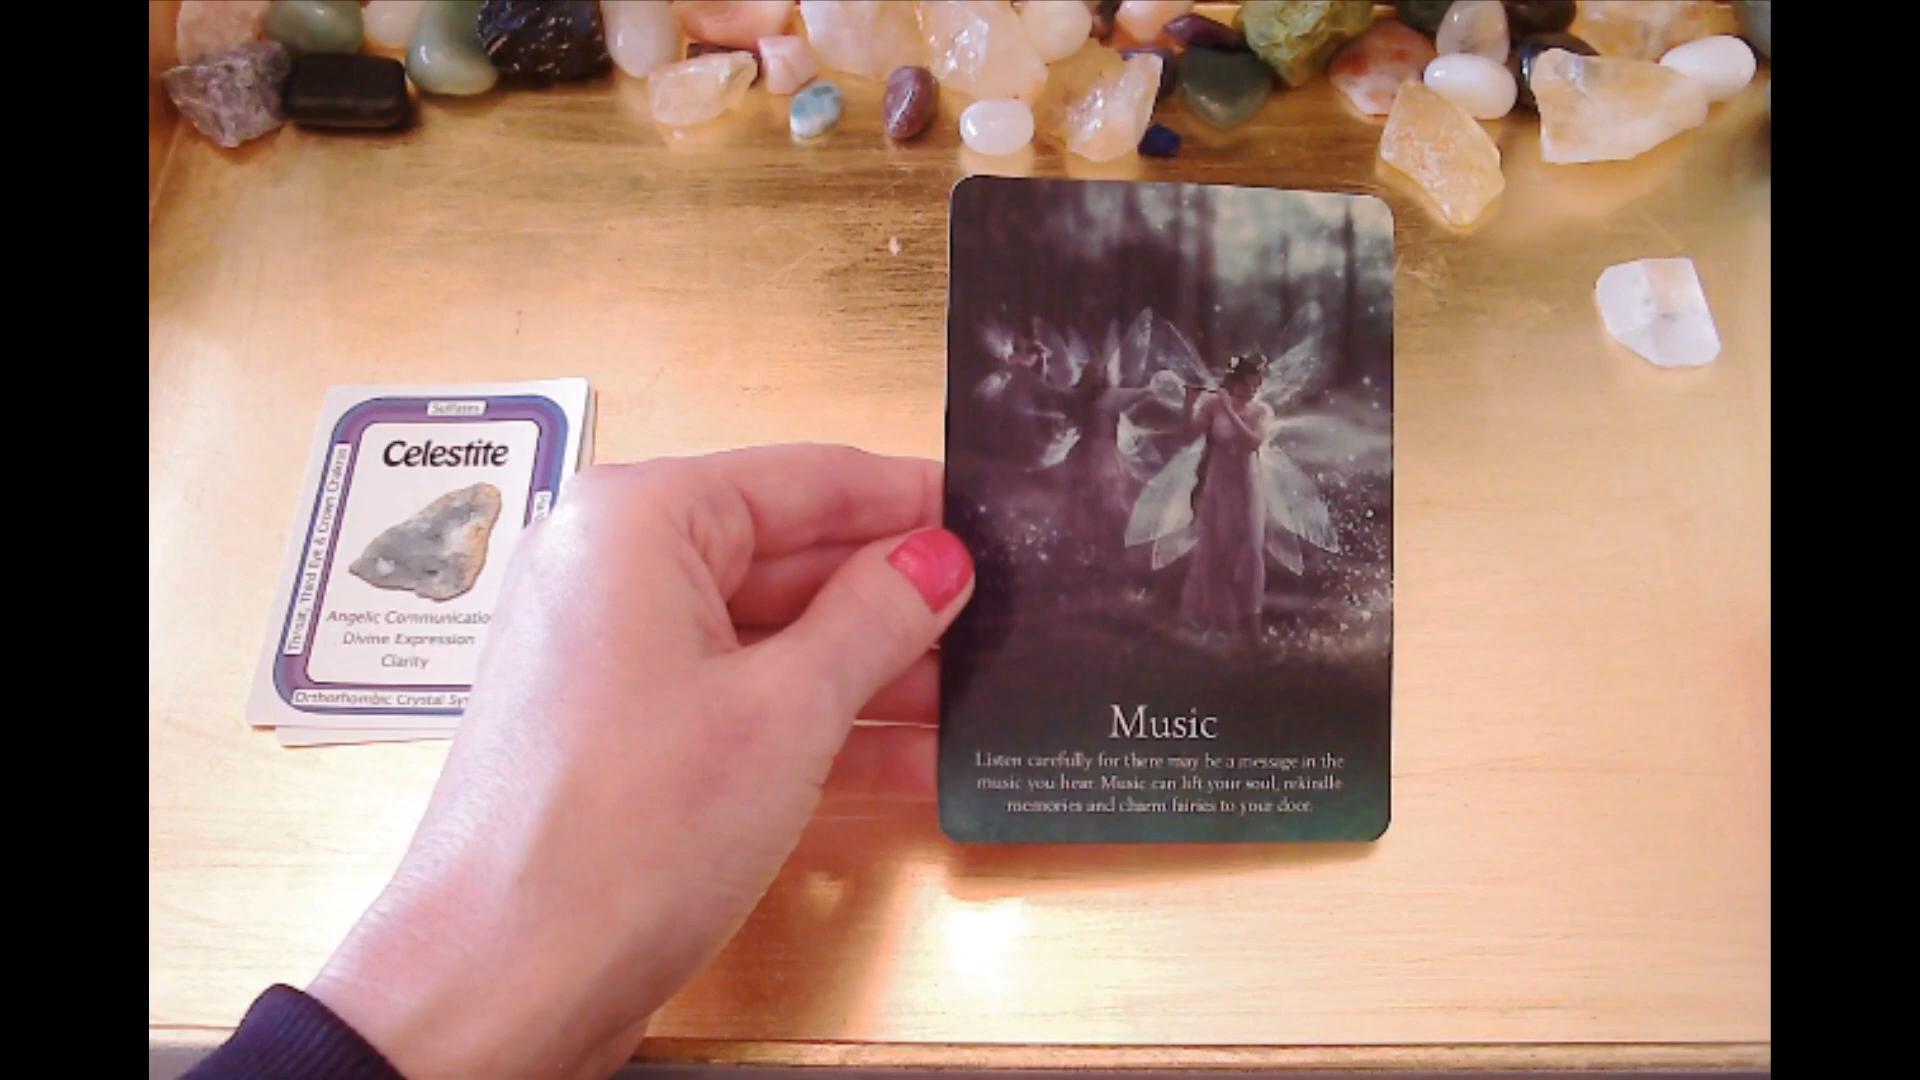 Sulfates
Celestite
Throat, Third Eye & Crown Chakras
Angelic Communicatio
Divine Expression
Clarity
Orthorhombic Crystal Sy
Music
Listen carefully for there may be a message in the
music you hear. Music can lift your soul, rekindle
memories and charm fairies to your door.